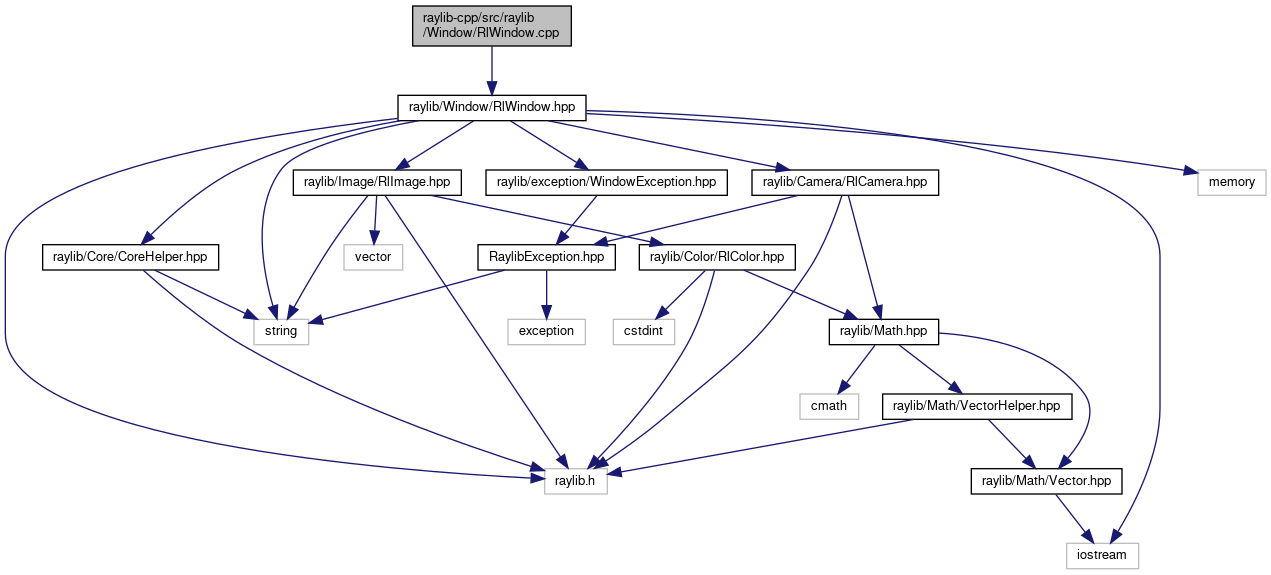 raylib-cpp/src/raylib
/Window/RlWindow.cpp
raylib/Window/RlWindow.hpp
raylib/Image/RlImage.hpp
raylib/exception/WindowException.hpp
raylib/Camera/RlCamera.hpp
memory
raylib/Core/CoreHelper.hpp
vector
RaylibException.hpp
raylib/Color/RlColor.hpp
string
exception
cstdint
raylib/Math.hpp
cmath
raylib/Math/VectorHelper.hpp
raylib.h
raylib/Math/Vector.hpp
iostream